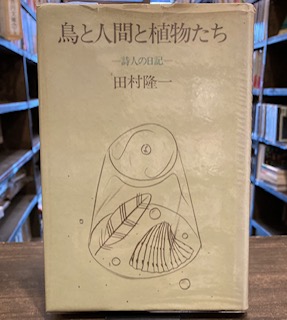 鳥と人間と植物たち
—詩人の日記—
田村隆一